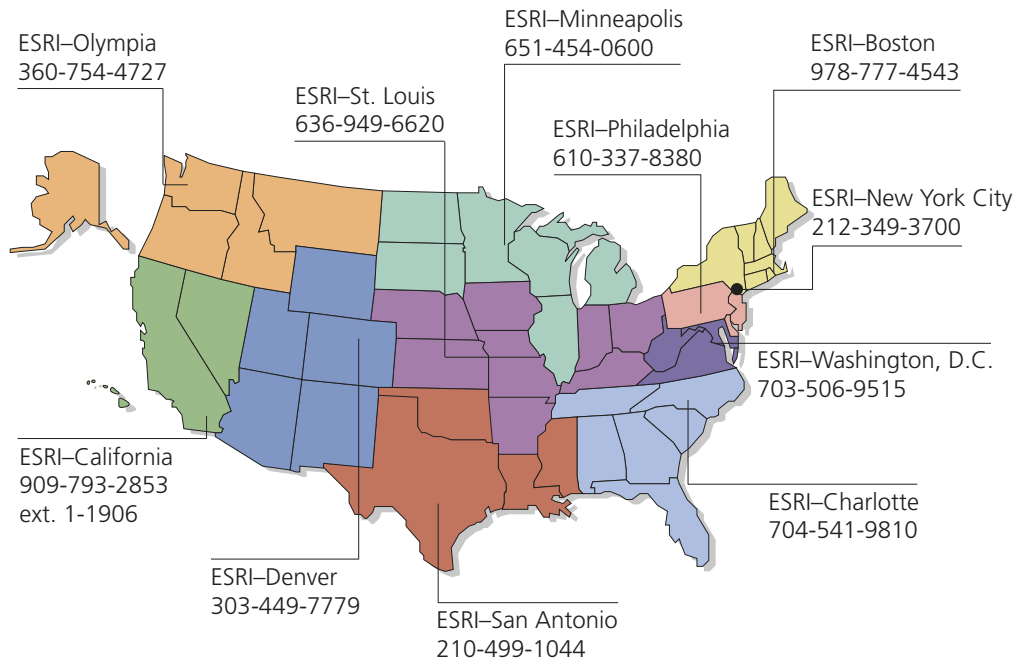 ESRI–Minneapolis
651-454-0600
ESRI–Olympia
360-754-4727
ESRI–Boston
978-777-4543
ESRI–St. Louis
636-949-6620
ESRI–Philadelphia
610-337-8380
ESRI–New York City
212-349-3700
ESRI–Washington, D.C.
703-506-9515
ESRI–California
909-793-2853
ext. 1-1906
ESRI–Charlotte
704-541-9810
ESRI–Denver
303-449-7779
ESRI–San Antonio
210-499-1044